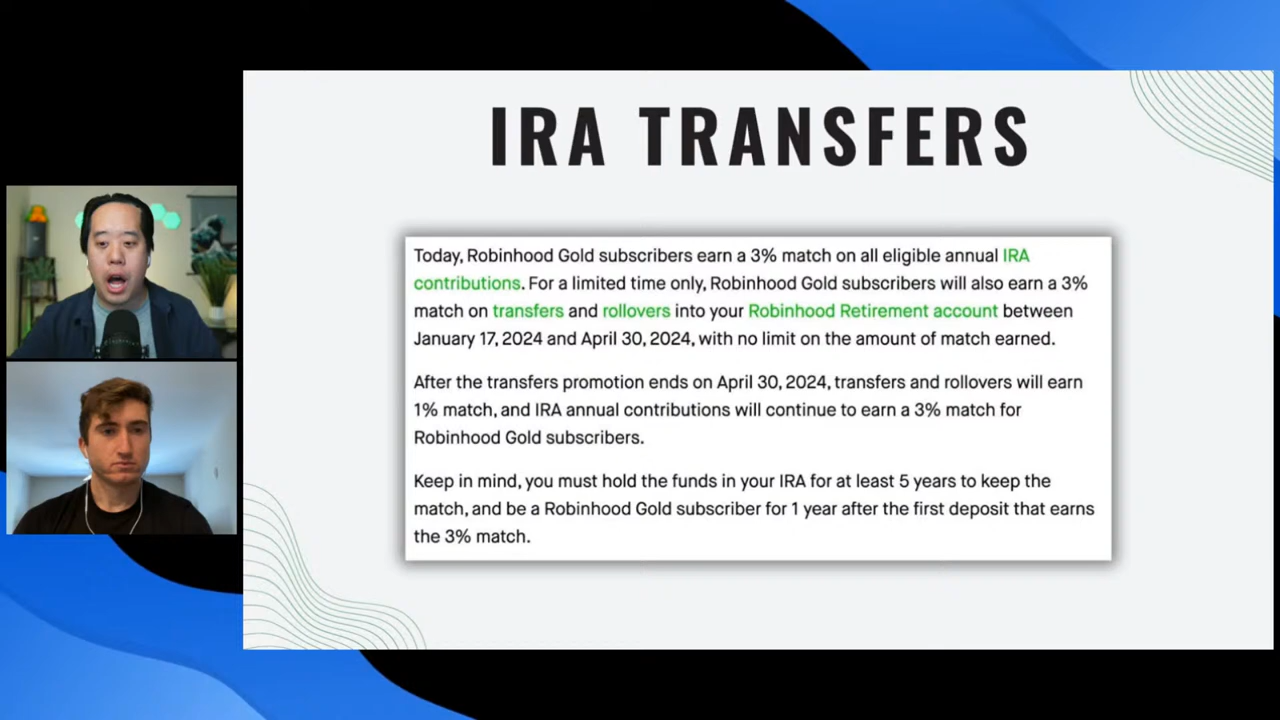 IRA TRANSFERS
Today, Robinhood Gold subscribers earn a 3% match on all eligible annual IRA
contributions. For a limited time only, Robinhood Gold subscribers will also earn a 3%
match on transfers and rollovers into your Robinhood Retirement account between
January 17, 2024 and April 30, 2024, with no limit on the amount of match earned.
After the transfers promotion ends on April 30, 2024, transfers and rollovers will earn
1% match, and IRA annual contributions will continue to earn a 3% match for
Robinhood Gold subscribers.
Keep in mind, you must hold the funds in your IRA for at least 5 years to keep the
match, and be a Robinhood Gold subscriber for 1 year after the first deposit that earns
the 3% match.